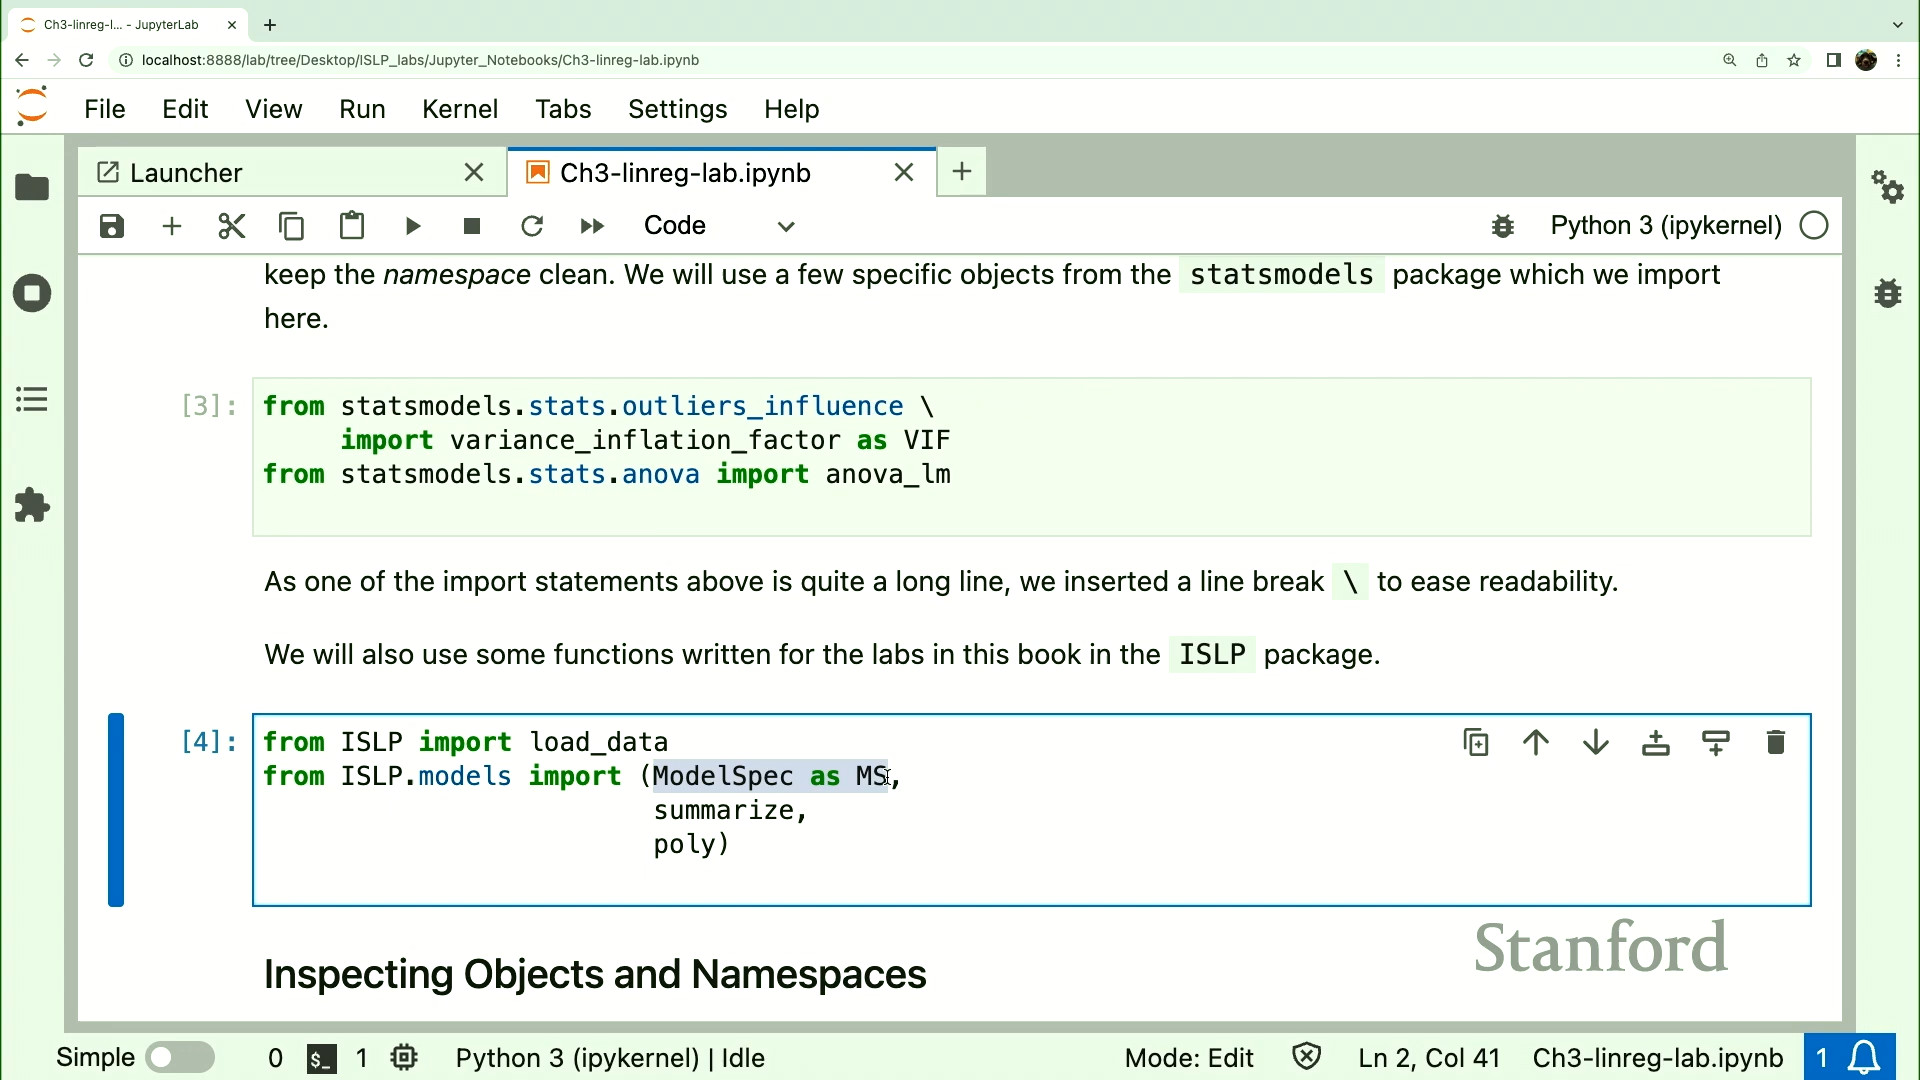 Ch3-linreg-l... - JupyterLab
localhost:8888/lab/tree/Desktop/ISLP_labs/Jupyter_Notebooks/Ch3-linreg-lab.ipynb
File Edit View Run Kernel Tabs Settings Help
Launcher Ch3-linreg-lab.ipynb
Code Python 3 (ipykernel)
keep the namespace clean. We will use a few specific objects from the statsmodels package which we import
here.
[3]: from statsmodels.stats.outliers_influence \
import variance_inflation_factor as VIF
from statsmodels.stats.anova import anova_lm
As one of the import statements above is quite a long line, we inserted a line break \ to ease readability.
We will also use some functions written for the labs in this book in the ISLP package.
[4]: from ISLP import load_data
from ISLP.models import (ModelSpec as MS,
summarize,
poly)
Stanford
Inspecting Objects and Namespaces
Simple 0 $_ 1 Python 3 (ipykernel) | Idle Mode: Edit Ln 2, Col 41 Ch3-linreg-lab.ipynb 1